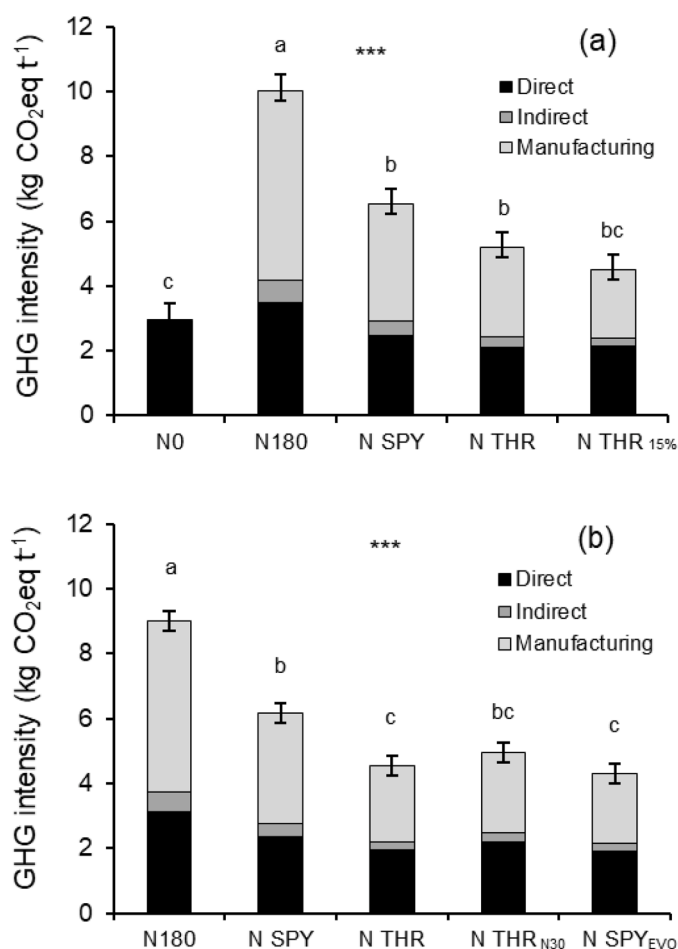 12
(a)
a
***
10
Direct
Indirect
Manufacturing
8
b
6
b
bc
4
c
2
0
GHG intensity (kg CO₂eq t⁻¹)
N0 N180 N SPY N THR N THR 15%
12
(b)
***
a
10
Direct
Indirect
Manufacturing
8
b
6
c
bc
c
4
2
0
GHG intensity (kg CO₂eq t⁻¹)
N180 N SPY N THR N THR N30 N SPY EVO